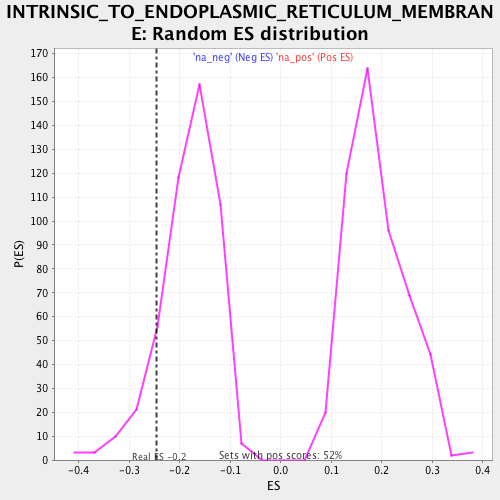 INTRINSIC_TO_ENDOPLASMIC_RETICULUM_MEMBRAN
E: Random ES distribution
'na_neg' (Neg ES) 'na_pos' (Pos ES)
170
160
150
140
130
120
110
100
90
80
70
60
50
40
30
20
10
0
P(ES)
Real ES -0.2
Sets with pos scores: 52%
-0.4 -0.3 -0.2 -0.1 0.0 0.1 0.2 0.3 0.4
ES